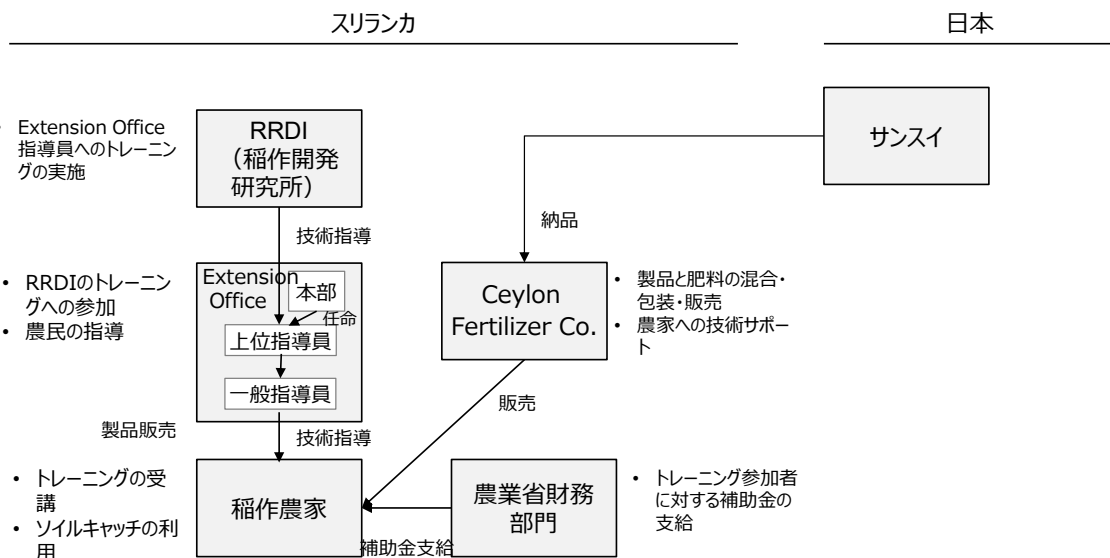 スリランカ
日本
• Extension Office
指導員へのトレーニン
グの実施
RRDI
（稲作開発
研究所）
サンスイ
技術指導
納品
• RRDIのトレーニン
グへの参加
• 農民の指導
Extension
Office
本部
任命
上位指導員
一般指導員
Ceylon
Fertilizer Co.
• 製品と肥料の混合・
包装・販売
• 農家への技術サポー
ト
製品販売
技術指導
販売
• トレーニングの受
講
• ソイルキャッチの利
用
稲作農家
補助金支給
農業省財務
部門
• トレーニング参加者
に対する補助金の
支給